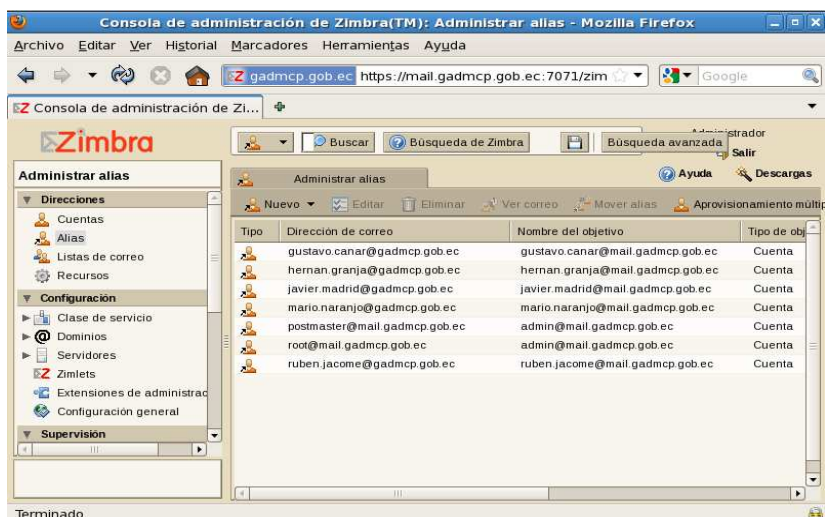 Consola de administración de Zimbra(TM): Administrar alias - Mozilla Firefox
Archivo Editar Ver Historial Marcadores Herramientas Ayuda
gadmcp.gob.ec https://mail.gadmcp.gob.ec:7071/zim Google
Consola de administración de Zi...
Zimbra
Buscar Búsqueda de Zimbra Búsqueda avanzada
Salir
Administrar alias
Administrar alias
Ayuda Descargas
Direcciones
Nuevo Editar Eliminar Ver correo Mover alias Aprovisionamiento múltip
Cuentas
Alias
Listas de correo
Recursos
Configuración
Clase de servicio
Dominios
Servidores
Zimlets
Extensiones de administrac
Configuración general
Supervisión
Tipo Dirección de correo Nombre del objetivo Tipo de obj
gustavo.canar@gadmcp.gob.ec gustavo.canar@mail.gadmcp.gob.ec Cuenta
hernan.granja@gadmcp.gob.ec hernan.granja@mail.gadmcp.gob.ec Cuenta
javier.madrid@gadmcp.gob.ec javier.madrid@mail.gadmcp.gob.ec Cuenta
mario.naranjo@gadmcp.gob.ec mario.naranjo@mail.gadmcp.gob.ec Cuenta
postmaster@mail.gadmcp.gob.ec admin@mail.gadmcp.gob.ec Cuenta
root@mail.gadmcp.gob.ec admin@mail.gadmcp.gob.ec Cuenta
ruben.jacome@gadmcp.gob.ec ruben.jacome@mail.gadmcp.gob.ec Cuenta
Terminado